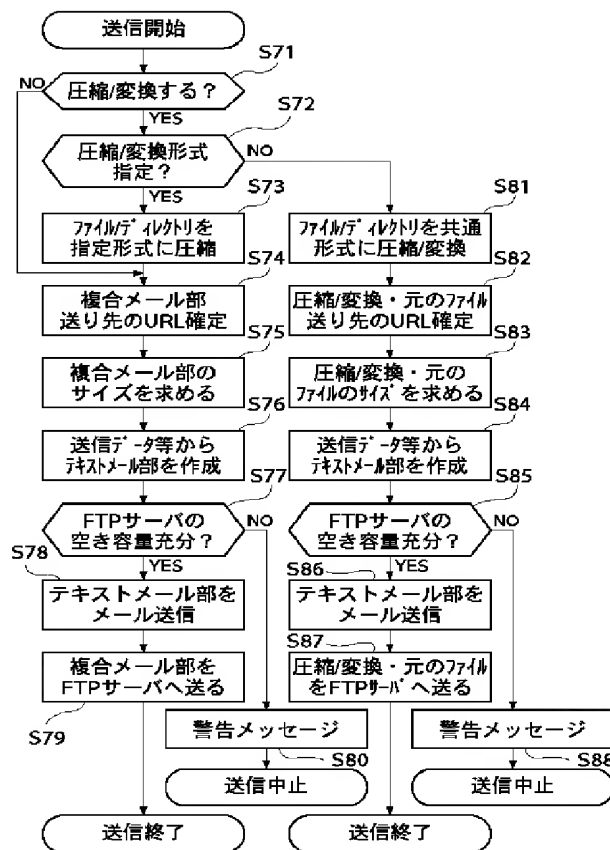 送信開始
S71
NO
圧縮/変換する?
YES
S72
圧縮/変換形式
指定?
NO
YES
S73
ファイル/ディレクトリを
指定形式に圧縮
S74
複合メール部
送り先のURL確定
S75
複合メール部の
サイズを求める
S76
送信データ等から
テキストメール部を作成
S77
FTPサーバの
空き容量充分?
NO
YES
S78
テキストメール部を
メール送信
複合メール部を
FTPサーバへ送る
S79
警告メッセージ
S80
送信中止
送信終了
S81
ファイル/ディレクトリを共通
形式に圧縮/変換
S82
圧縮/変換・元のファイル
送り先のURL確定
S83
圧縮/変換・元の
ファイルのサイズを求める
S84
送信データ等から
テキストメール部を作成
S85
FTPサーバの
空き容量充分?
NO
YES
S86
テキストメール部を
メール送信
S87
圧縮/変換・元のファイル
をFTPサーバへ送る
警告メッセージ
S88
送信中止
送信終了